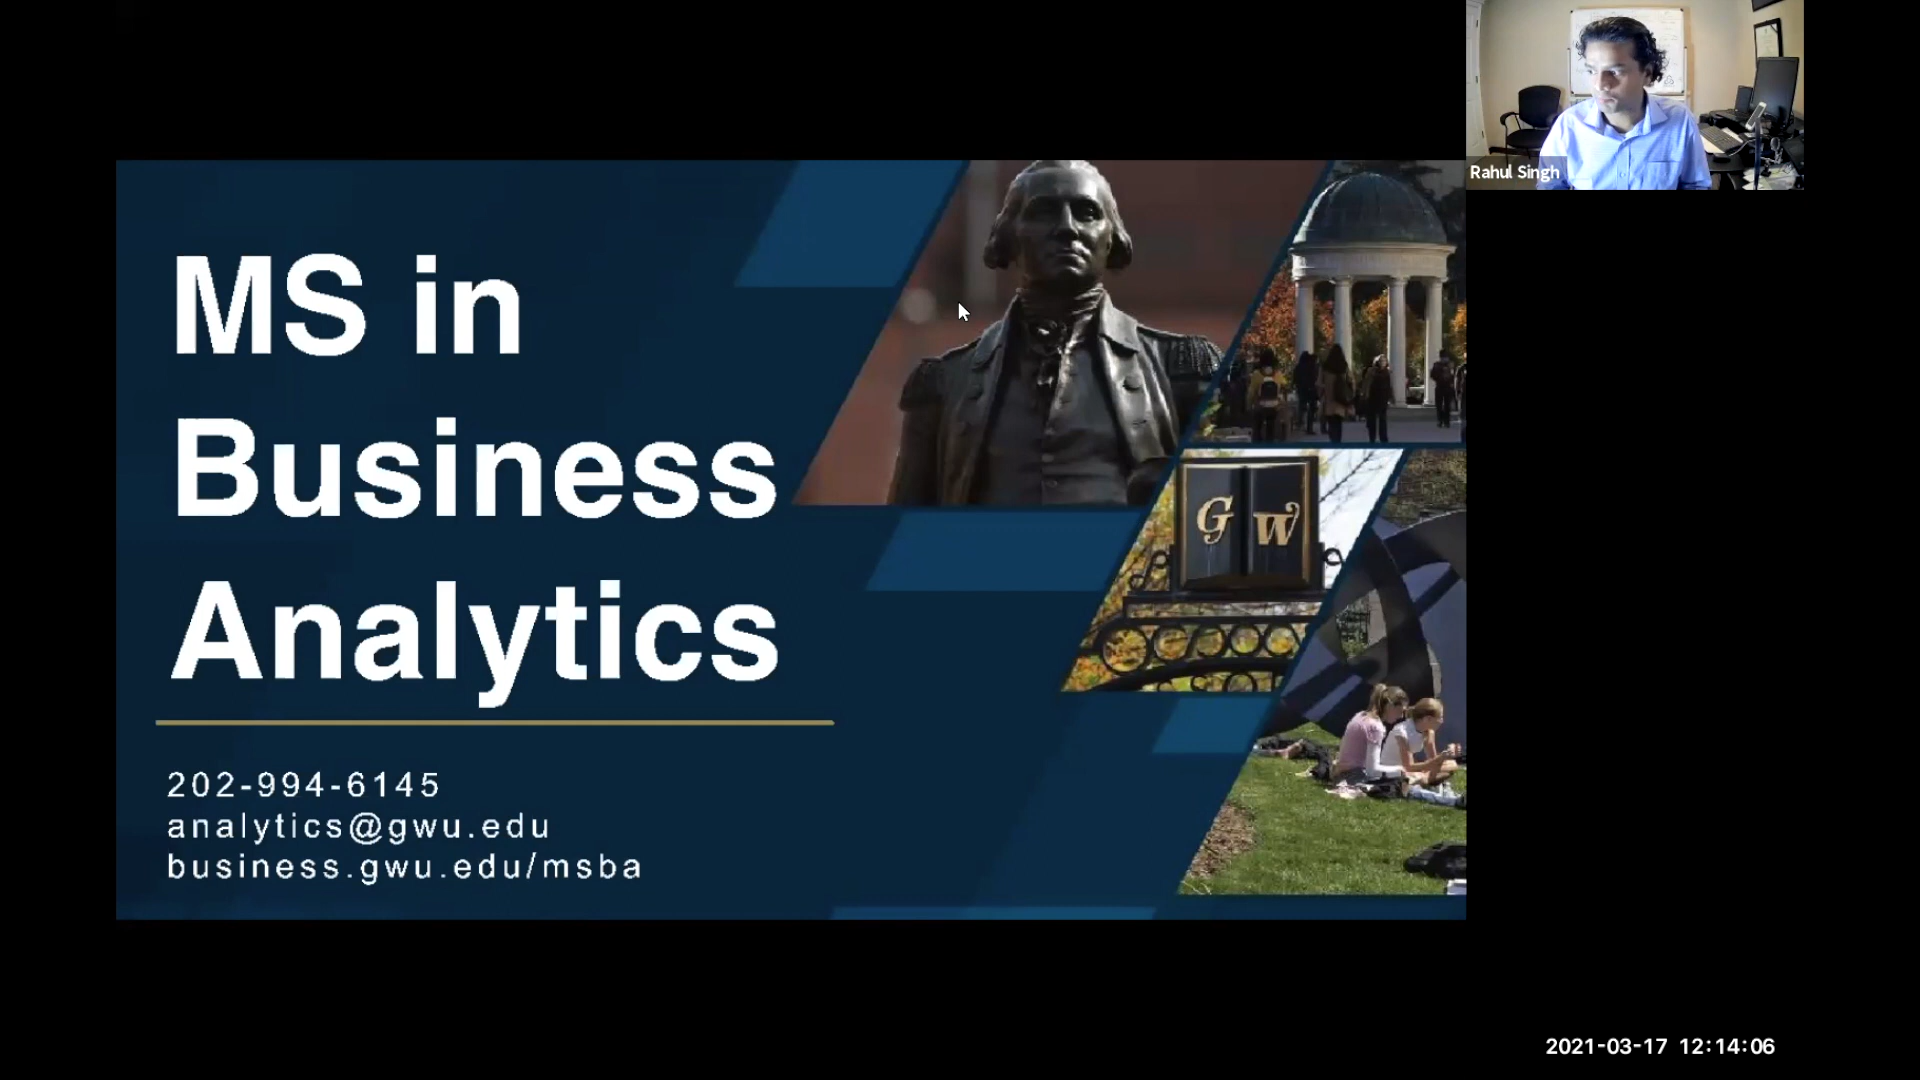 Rahul Singh
MS in
Business
Analytics
G W
202-994-6145
analytics@gwu.edu
business.gwu.edu/msba
2021-03-17 12:14:06